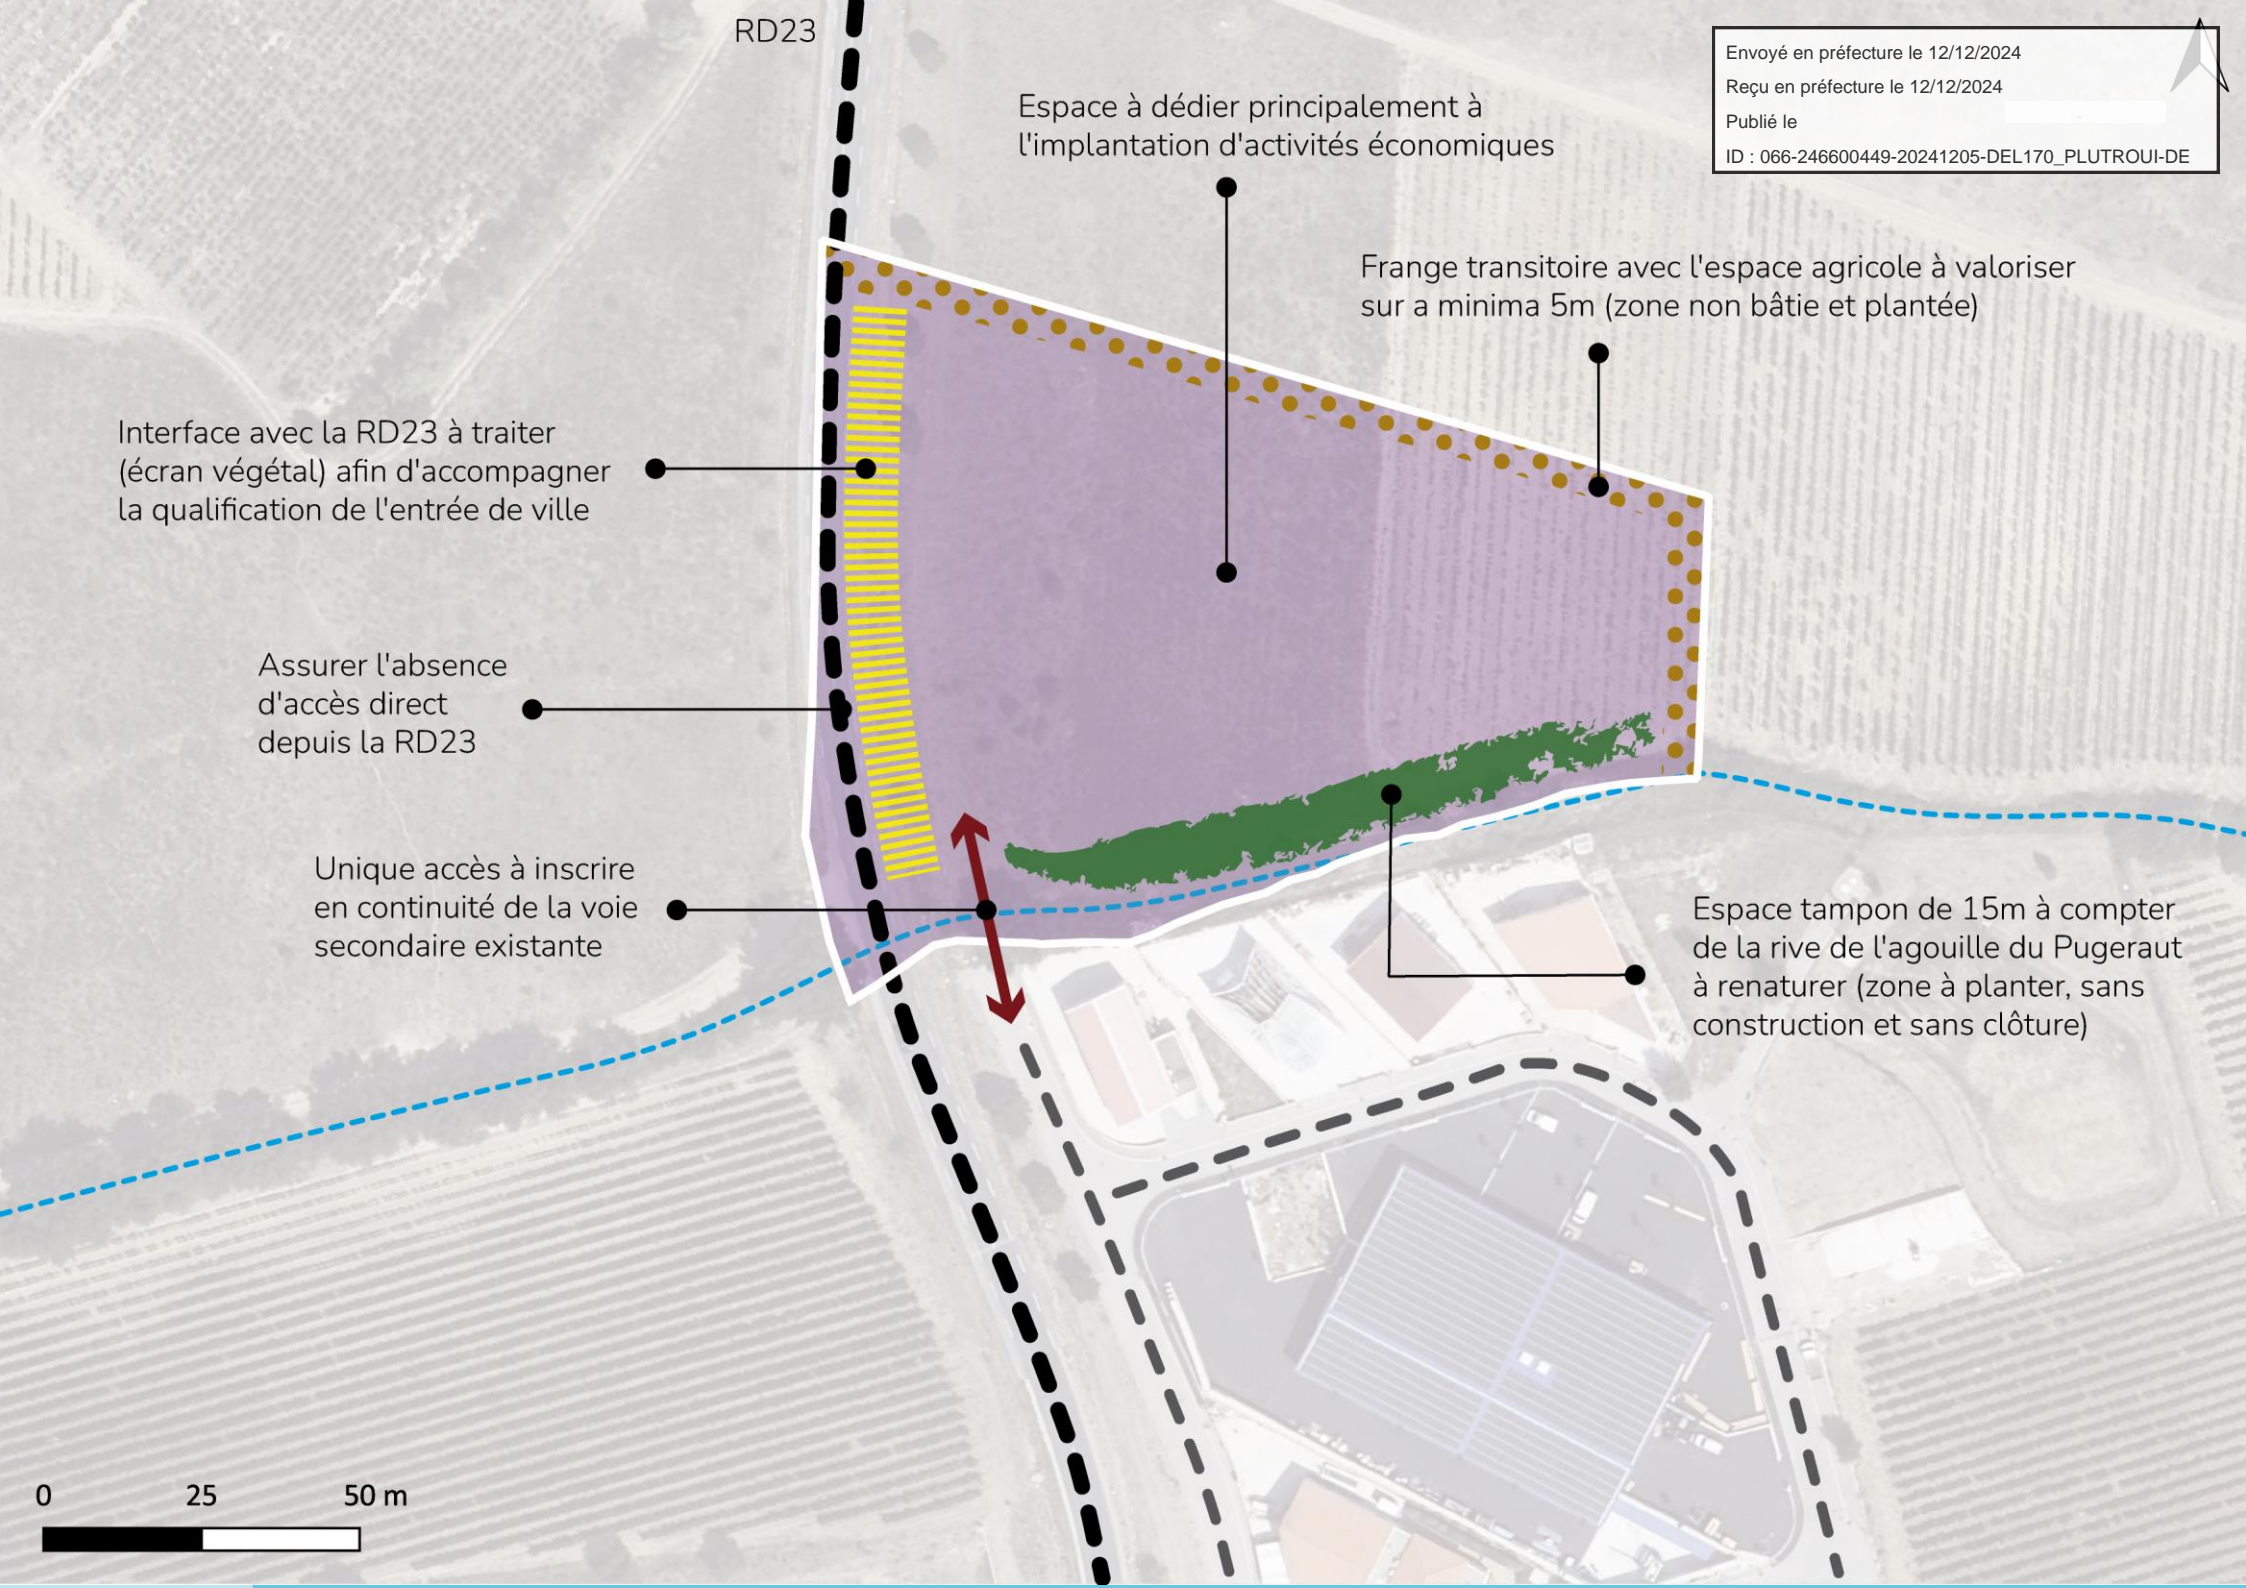 RD23
Envoyé en préfecture le 12/12/2024
Reçu en préfecture le 12/12/2024
Publié le
ID : 066-246600449-20241205-DEL170_PLUTROUI-DE
Espace à dédier principalement à
l'implantation d'activités économiques
Frange transitoire avec l'espace agricole à valoriser
sur a minima 5m (zone non bâtie et plantée)
Interface avec la RD23 à traiter
(écran végétal) afin d'accompagner
la qualification de l'entrée de ville
Assurer l'absence
d'accès direct
depuis la RD23
Unique accès à inscrire
en continuité de la voie
secondaire existante
Espace tampon de 15m à compter
de la rive de l'agouille du Pugeraut
à renaturer (zone à planter, sans
construction et sans clôture)
0 25 50 m